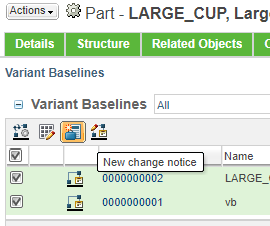 Actions Part - LARGE_CUP, Larg
Details Structure Related Objects C
Variant Baselines
Variant Baselines All
New change notice Name
0000000002 LARGE_
0000000001 vb